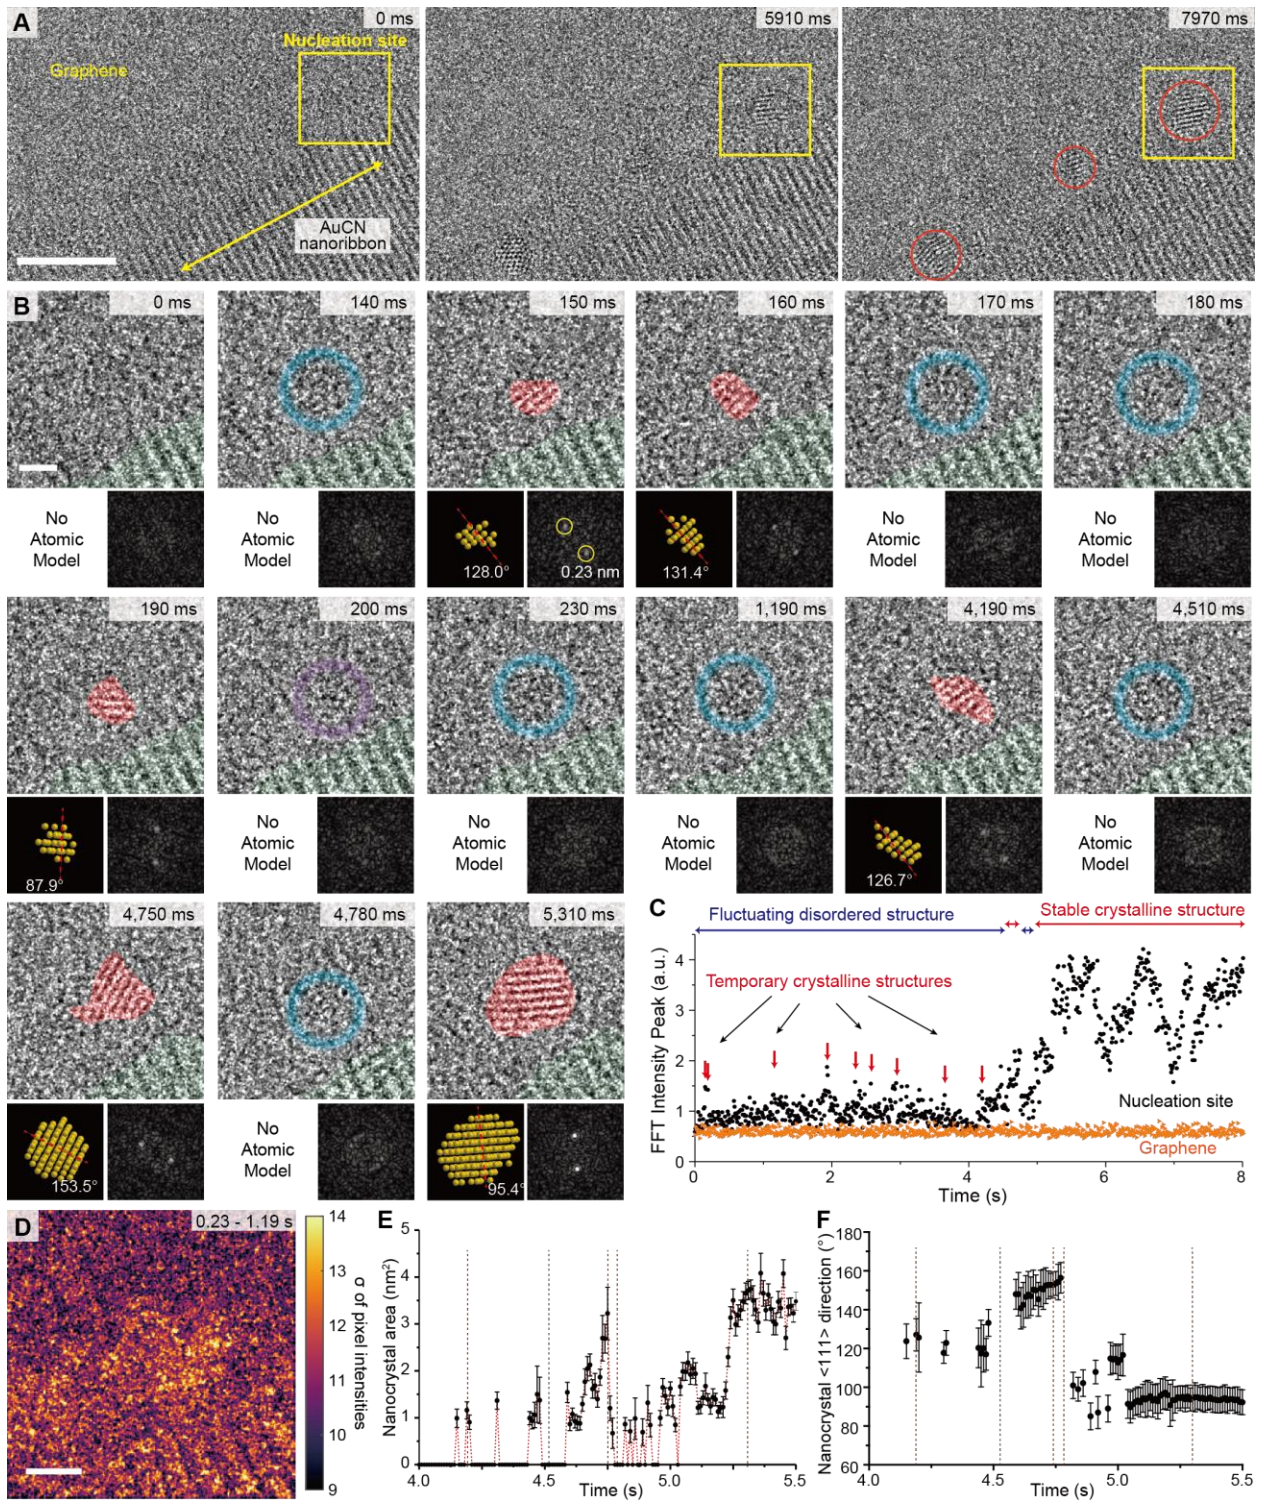 A
0 ms
5910 ms
7970 ms
Nucleation site
Graphene
AuCN
nanoribbon
B
0 ms
140 ms
150 ms
160 ms
170 ms
180 ms
No
Atomic
Model
No
Atomic
Model
128.0°
0.23 nm
131.4°
No
Atomic
Model
No
Atomic
Model
190 ms
200 ms
230 ms
1,190 ms
4,190 ms
4,510 ms
87.9°
No
Atomic
Model
No
Atomic
Model
No
Atomic
Model
126.7°
No
Atomic
Model
4,750 ms
4,780 ms
5,310 ms
153.5°
No
Atomic
Model
95.4°
C
Fluctuating disordered structure
Stable crystalline structure
Temporary crystalline structures
Nucleation site
Graphene
FFT Intensity Peak (a.u.)
4
3
2
1
0
0 2 4 6 8
Time (s)
D
0.23 - 1.19 s
14
13
12
11
10
9
σ of pixel intensities
E
Nanocrystal area (nm²)
5
4
3
2
1
0
4.0 4.5 5.0 5.5
Time (s)
F
Nanocrystal <111> direction (°)
180
160
140
120
100
80
60
4.0 4.5 5.0 5.5
Time (s)